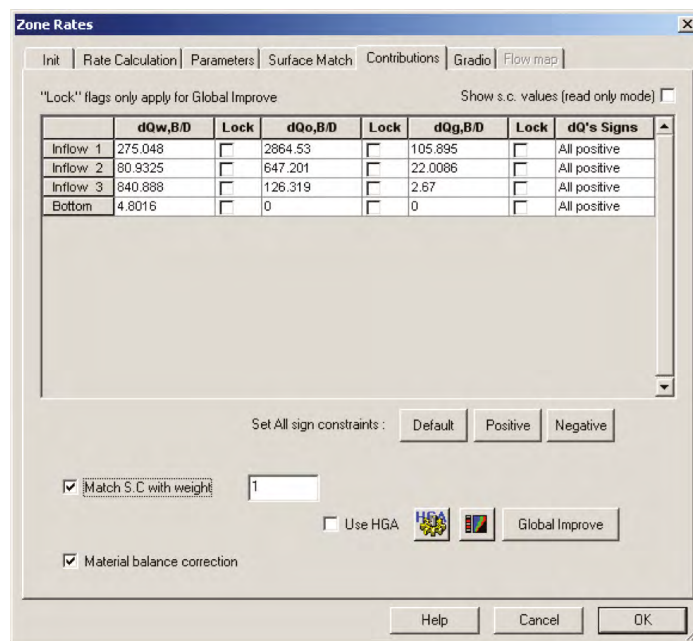 Zone Rates
Init Rate Calculation Parameters Surface Match Contributions Gradio Flow map
"Lock" flags only apply for Global Improve Show s.c. values (read only mode)
dQw,B/D Lock dQo,B/D Lock dQg,B/D Lock dQ's Signs
Inflow 1 275.048 2864.53 105.895 All positive
Inflow 2 80.9325 647.201 22.0086 All positive
Inflow 3 840.888 126.319 2.67 All positive
Bottom 4.8016 0 0 All positive
Set All sign constraints : Default Positive Negative
Match S.C with weight 1
Use HGA HGA Global Improve
Material balance correction
Help Cancel OK